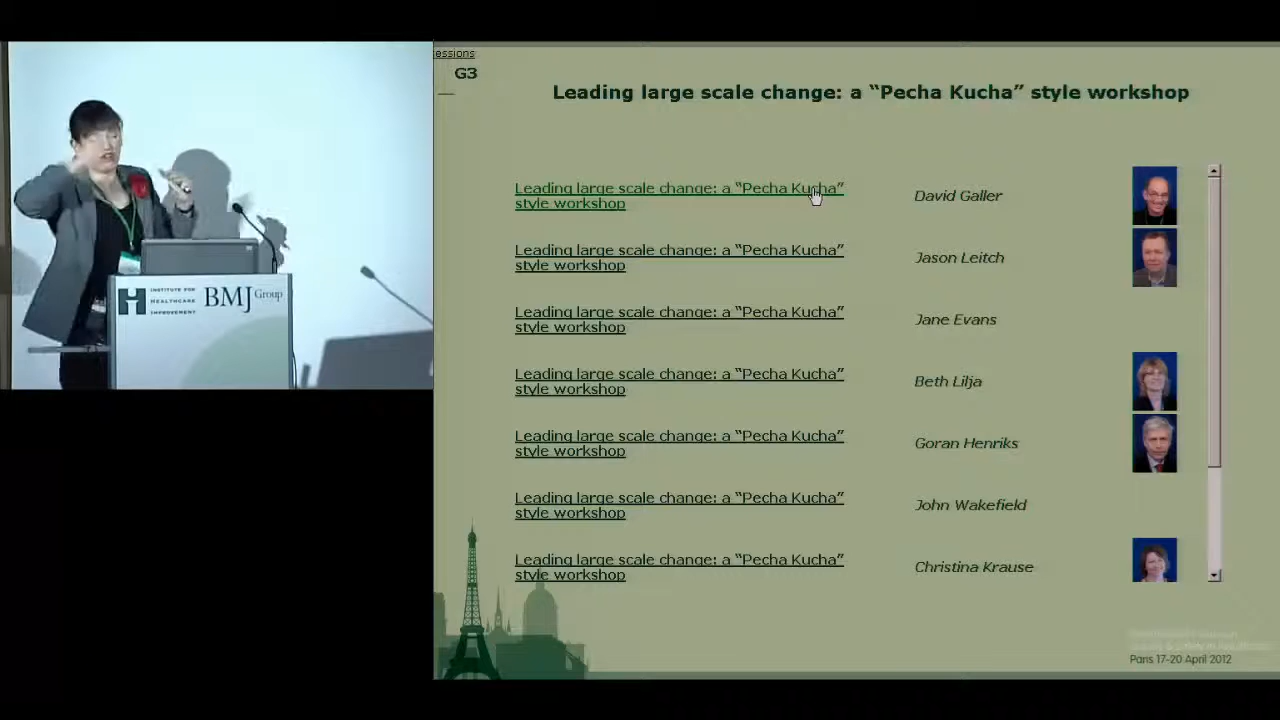 essions
G3
Leading large scale change: a “Pecha Kucha” style workshop
Leading large scale change: a “Pecha Kucha”
style workshop
David Galler
Leading large scale change: a “Pecha Kucha”
style workshop
Jason Leitch
Leading large scale change: a “Pecha Kucha”
style workshop
Jane Evans
Leading large scale change: a “Pecha Kucha”
style workshop
Beth Lilja
Leading large scale change: a “Pecha Kucha”
style workshop
Goran Henriks
Leading large scale change: a “Pecha Kucha”
style workshop
John Wakefield
Leading large scale change: a “Pecha Kucha”
style workshop
Christina Krause
Paris 17-20 April 2012
INSTITUTE FOR
HEALTHCARE
IMPROVEMENT
BMJ Group